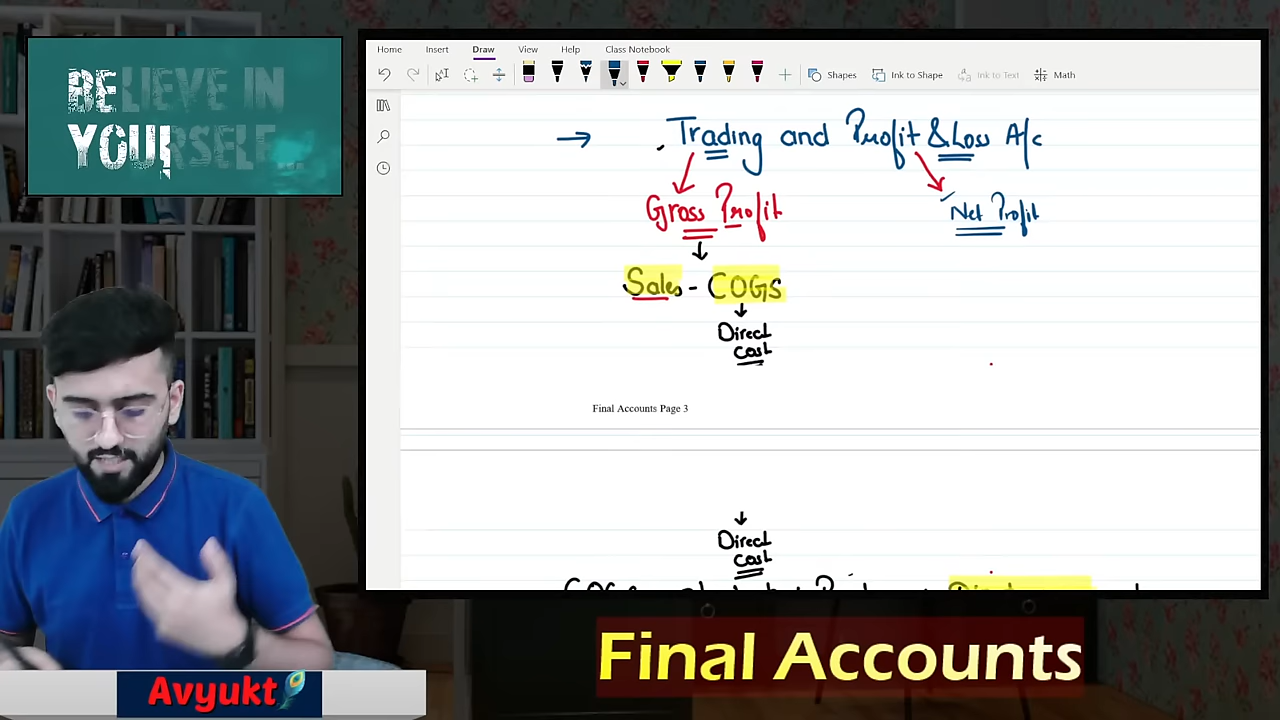 BELIEVE IN
YOURSELF...
Home Insert Draw View Help Class Notebook
Shapes Ink to Shape Ink to Text Math
→ Trading and Profit & Loss A/c
Gross Profit
Net Profit
Sales - COGS
Direct
cost
Final Accounts Page 3
Direct
cost
Final Accounts
Avyukt